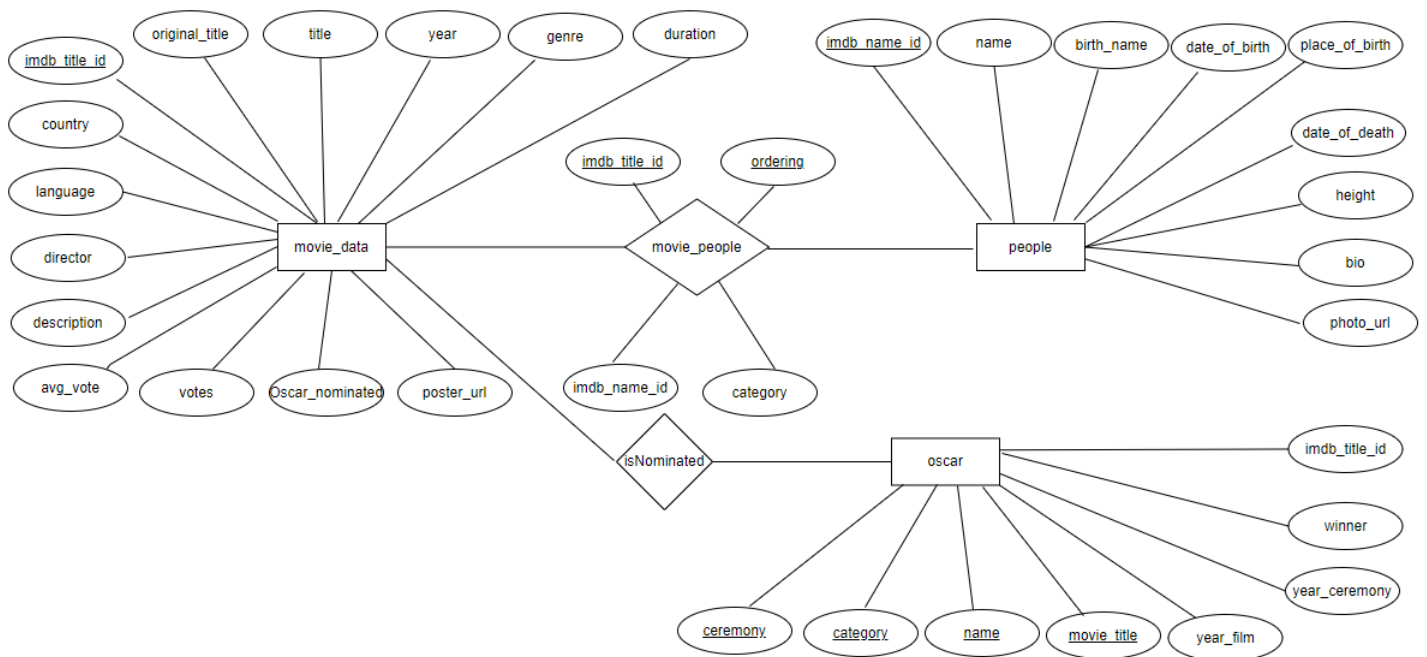 original_title
title
year
genre
duration
imdb_title_id
country
language
director
description
avg_vote
votes
Oscar_nominated
poster_url
movie_data
imdb_title_id
ordering
movie_people
imdb_name_id
category
imdb_name_id
name
birth_name
date_of_birth
place_of_birth
date_of_death
height
bio
photo_url
people
isNominated
oscar
imdb_title_id
winner
year_ceremony
ceremony
category
name
movie_title
year_film